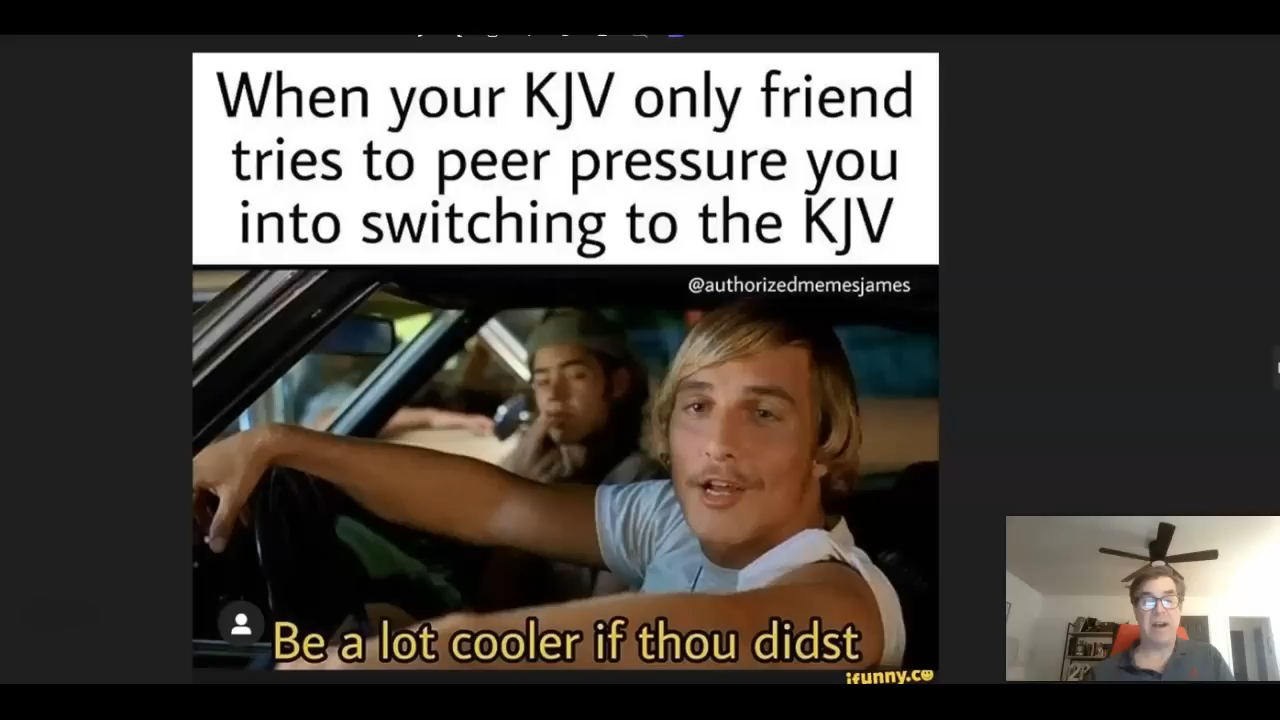 When your KJV only friend
tries to peer pressure you
into switching to the KJV
@authorizedmemesjames
Be a lot cooler if thou didst
ifunny.co